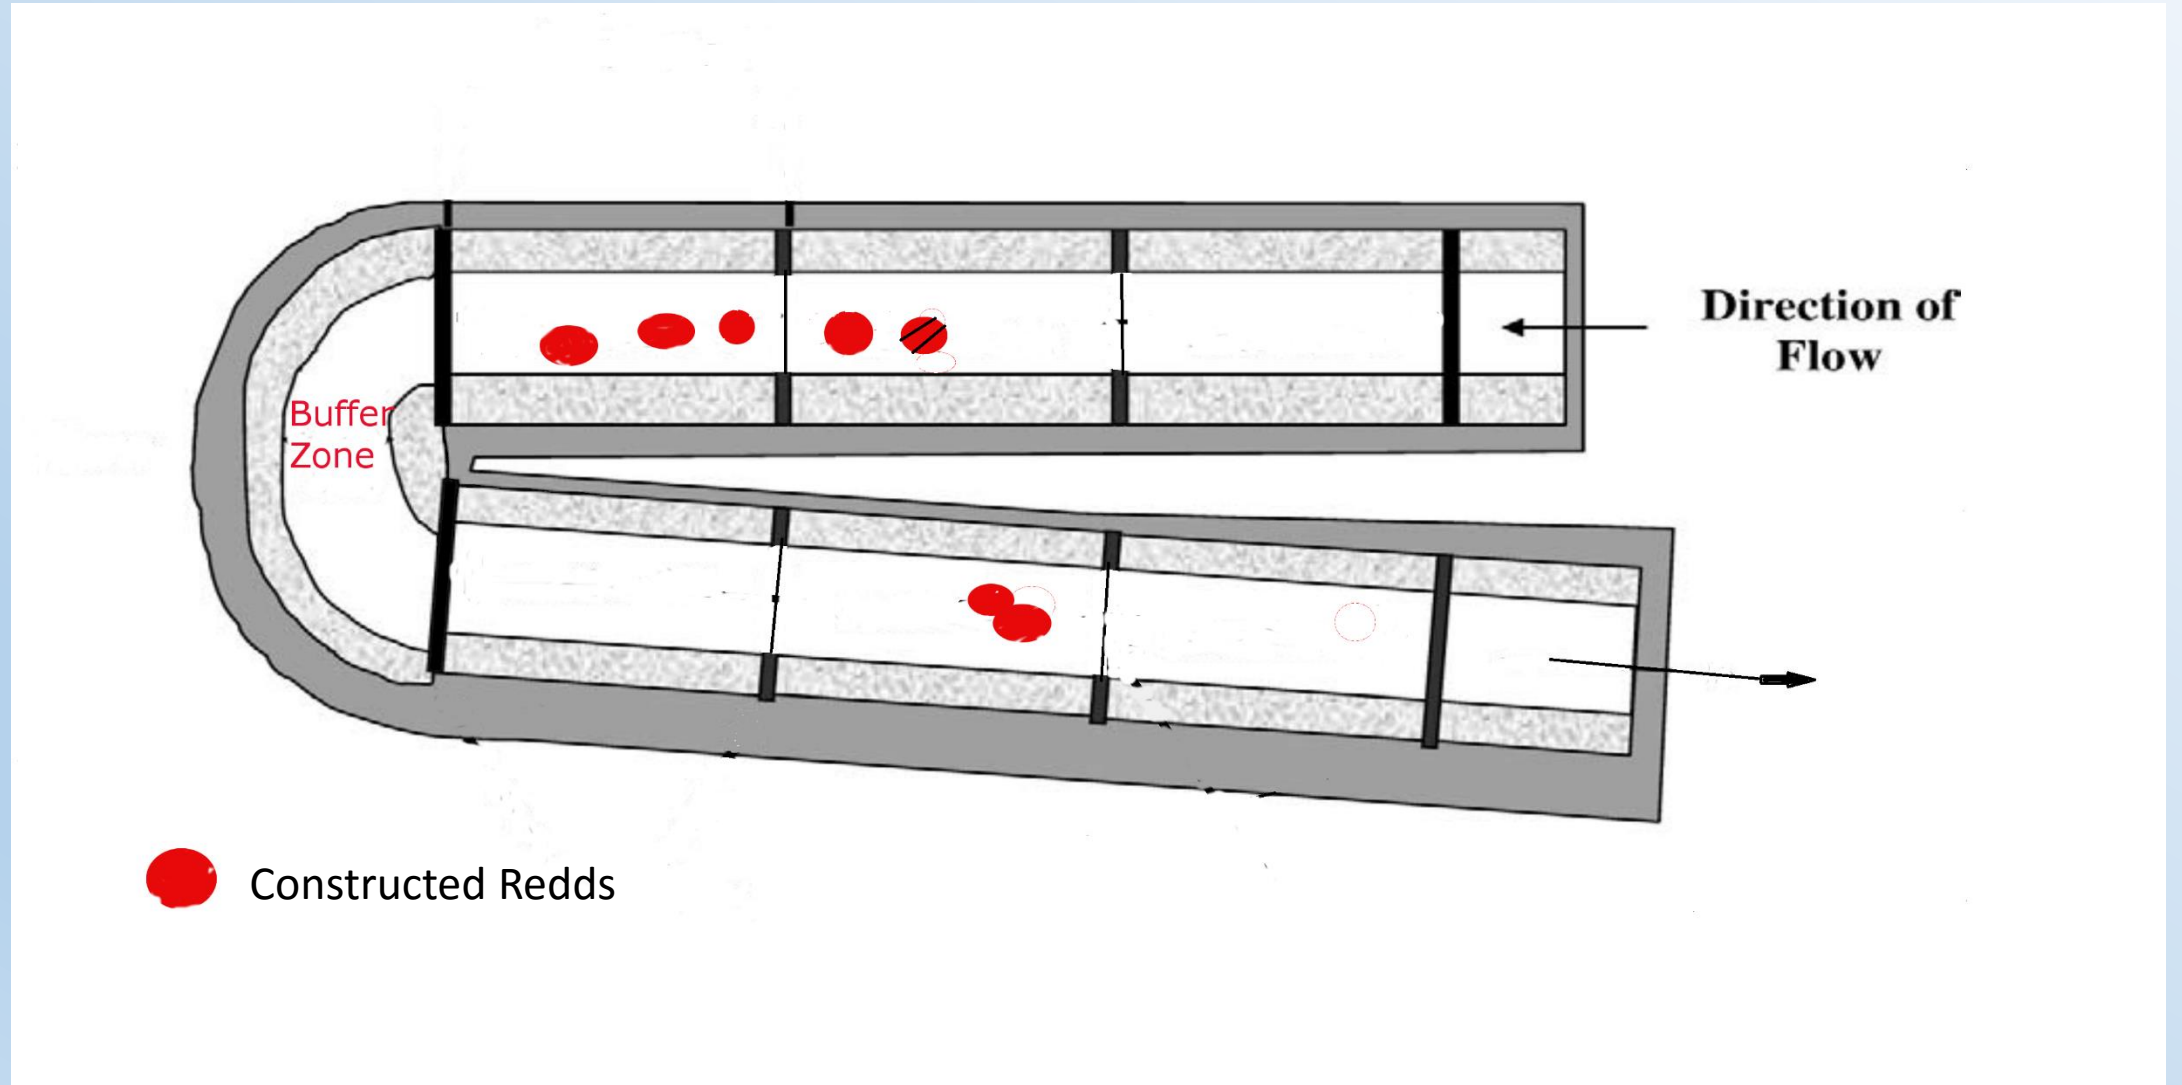 Direction of
Flow
Buffer
Zone
Constructed Redds